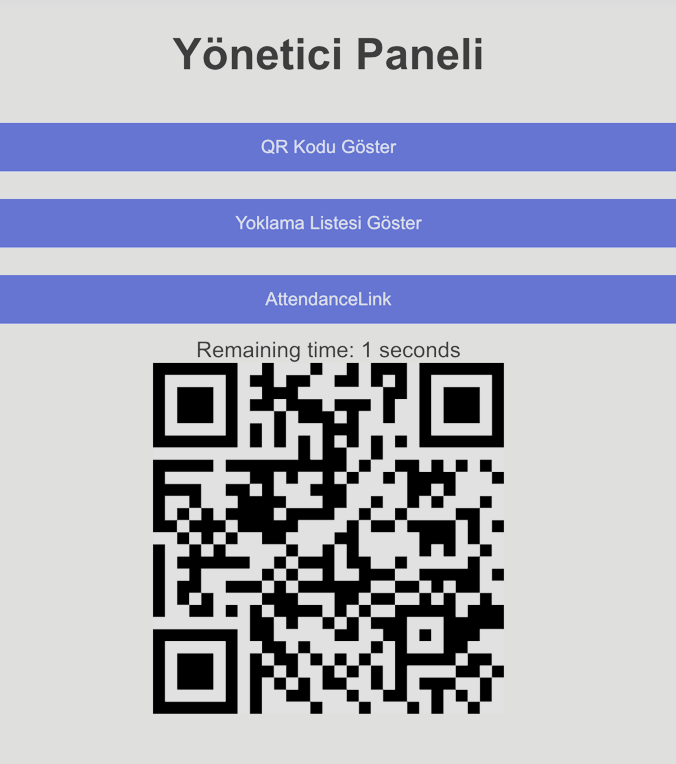 Yönetici Paneli
QR Kodu Göster
Yoklama Listesi Göster
AttendanceLink
Remaining time: 1 seconds